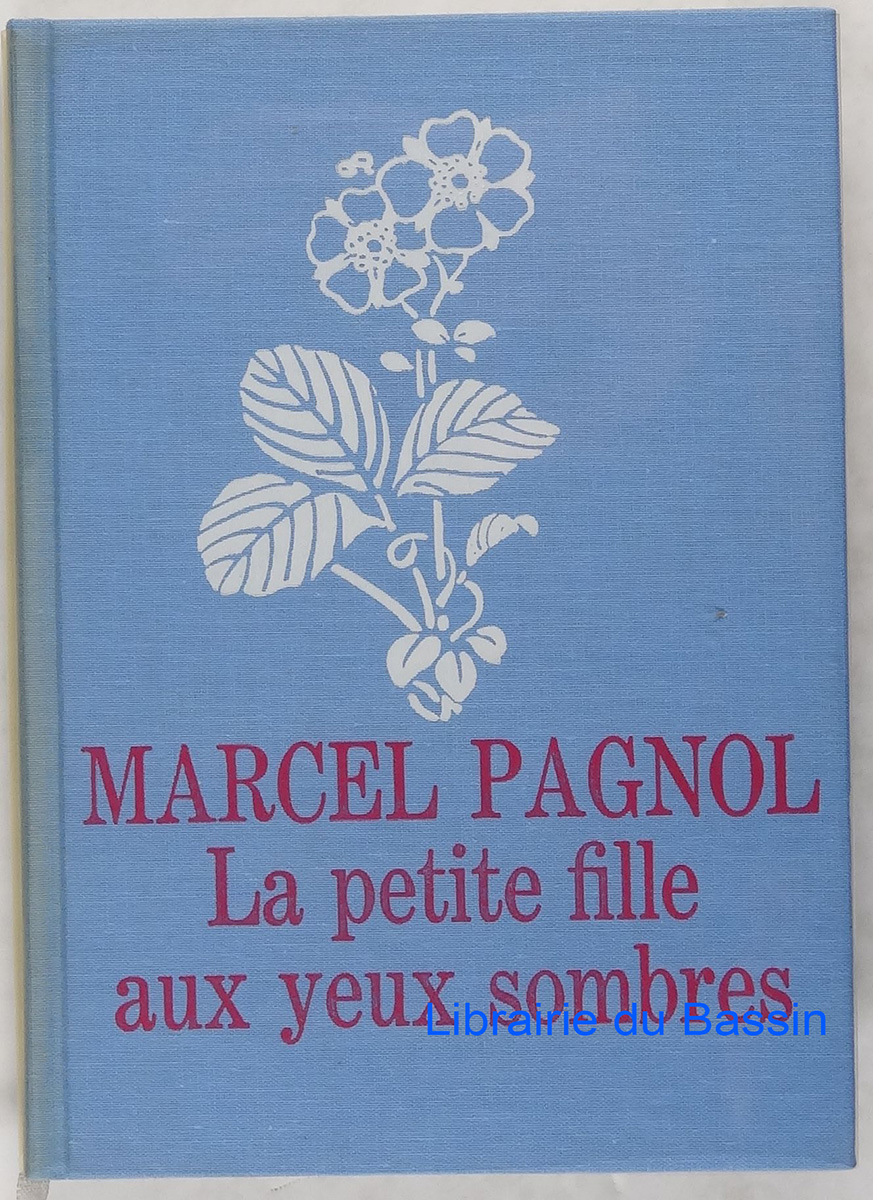 MARCEL PAGNOL
La petite fille
aux yeux sombres
Librairie du Bassin